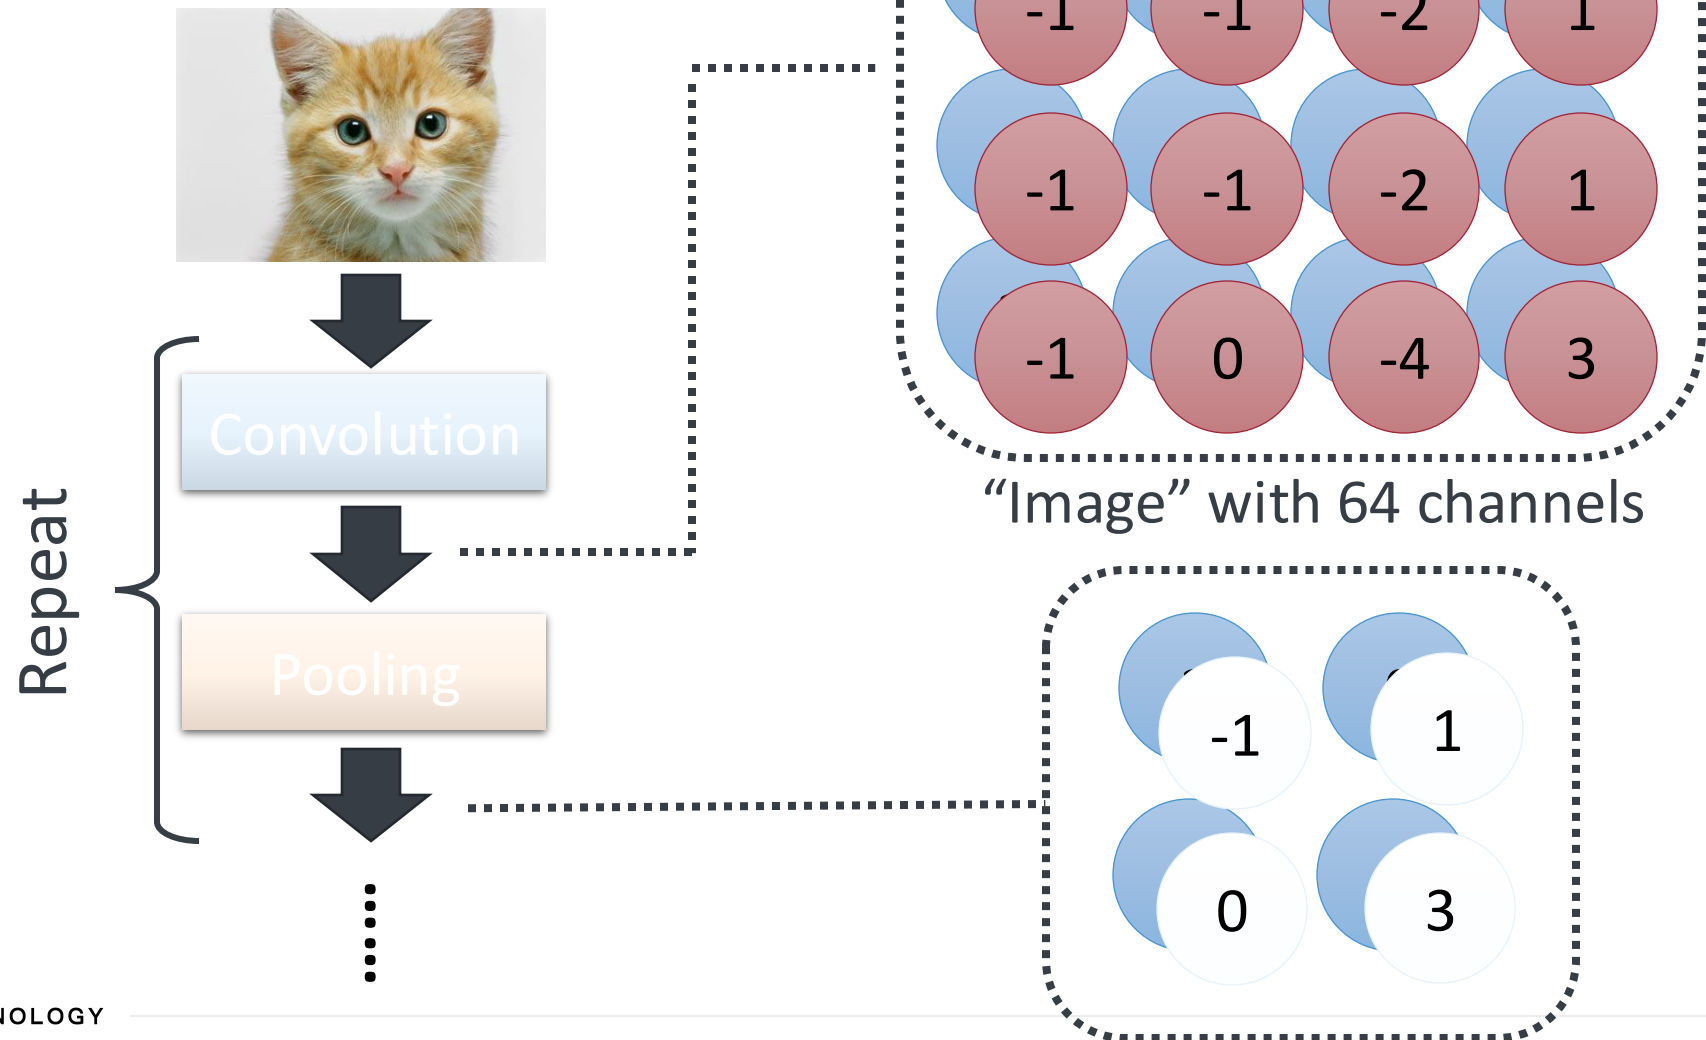 -1 -1 -2 1
-1 -1 -2 1
-1 0 -4 3
Convolution
"Image" with 64 channels
Repeat
Pooling
-1 1
0 3
NOLOGY